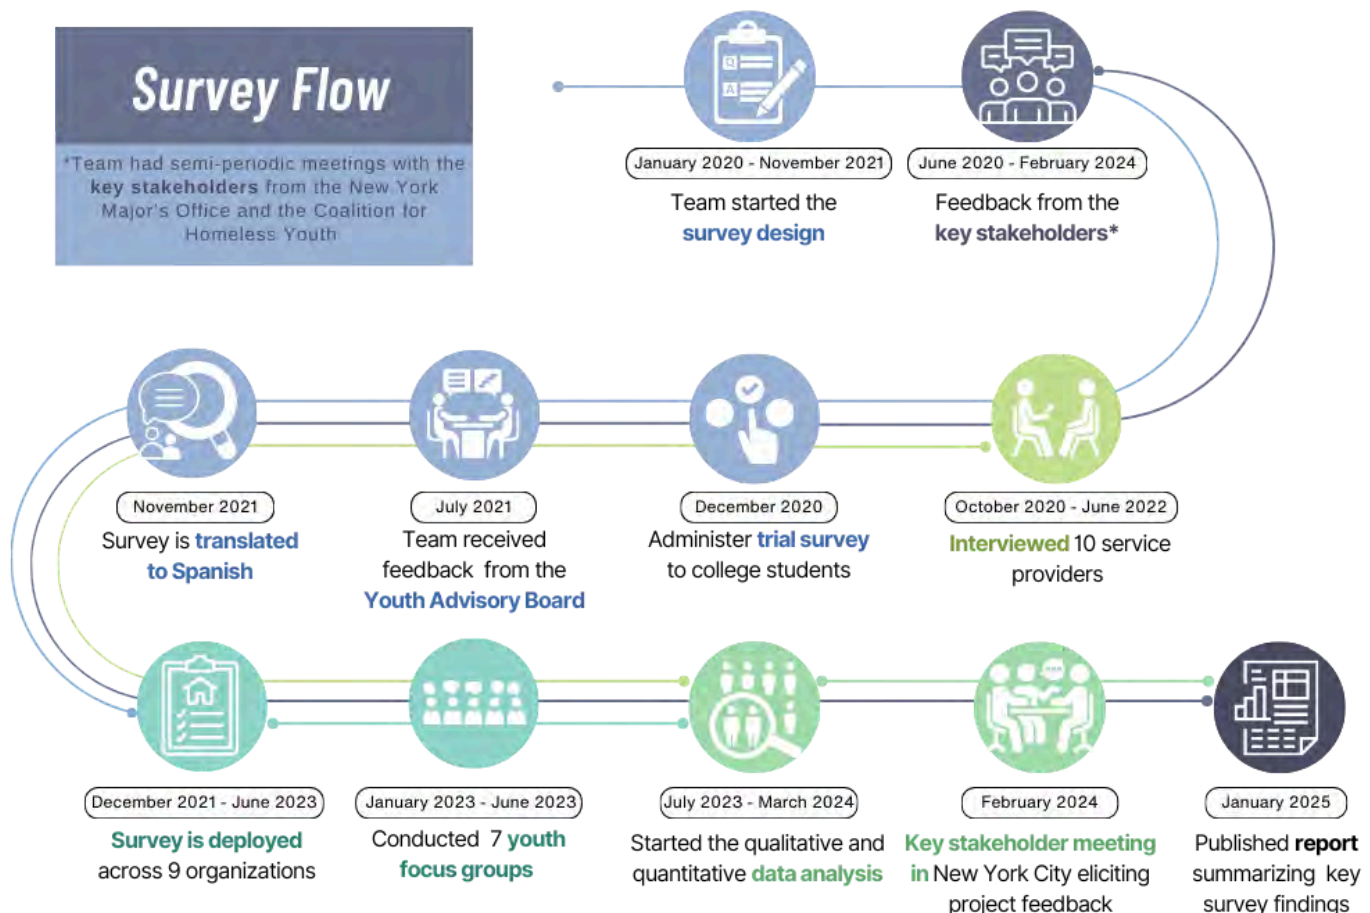 Survey Flow
*Team had semi-periodic meetings with the
key stakeholders from the New York
Major's Office and the Coalition for
Homeless Youth
Q
A
January 2020 - November 2021
Team started the
survey design
June 2020 - February 2024
Feedback from the
key stakeholders*
November 2021
Survey is translated
to Spanish
July 2021
Team received
feedback from the
Youth Advisory Board
December 2020
Administer trial survey
to college students
October 2020 - June 2022
Interviewed 10 service
providers
December 2021 - June 2023
Survey is deployed
across 9 organizations
January 2023 - June 2023
Conducted 7 youth
focus groups
July 2023 - March 2024
Started the qualitative and
quantitative data analysis
February 2024
Key stakeholder meeting
in New York City eliciting
project feedback
January 2025
Published report
summarizing key
survey findings